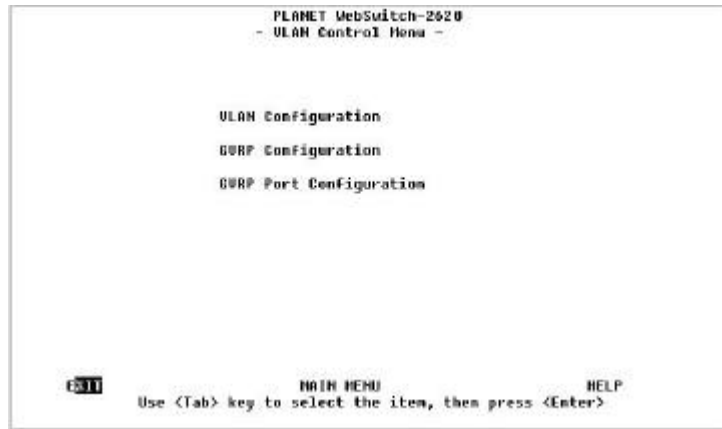 PLANET WebSwitch-2620
- VLAN Control Menu -
VLAN Configuration
GVRP Configuration
GVRP Port Configuration
EXIT MAIN MENU HELP
Use <Tab> key to select the item, then press <Enter>